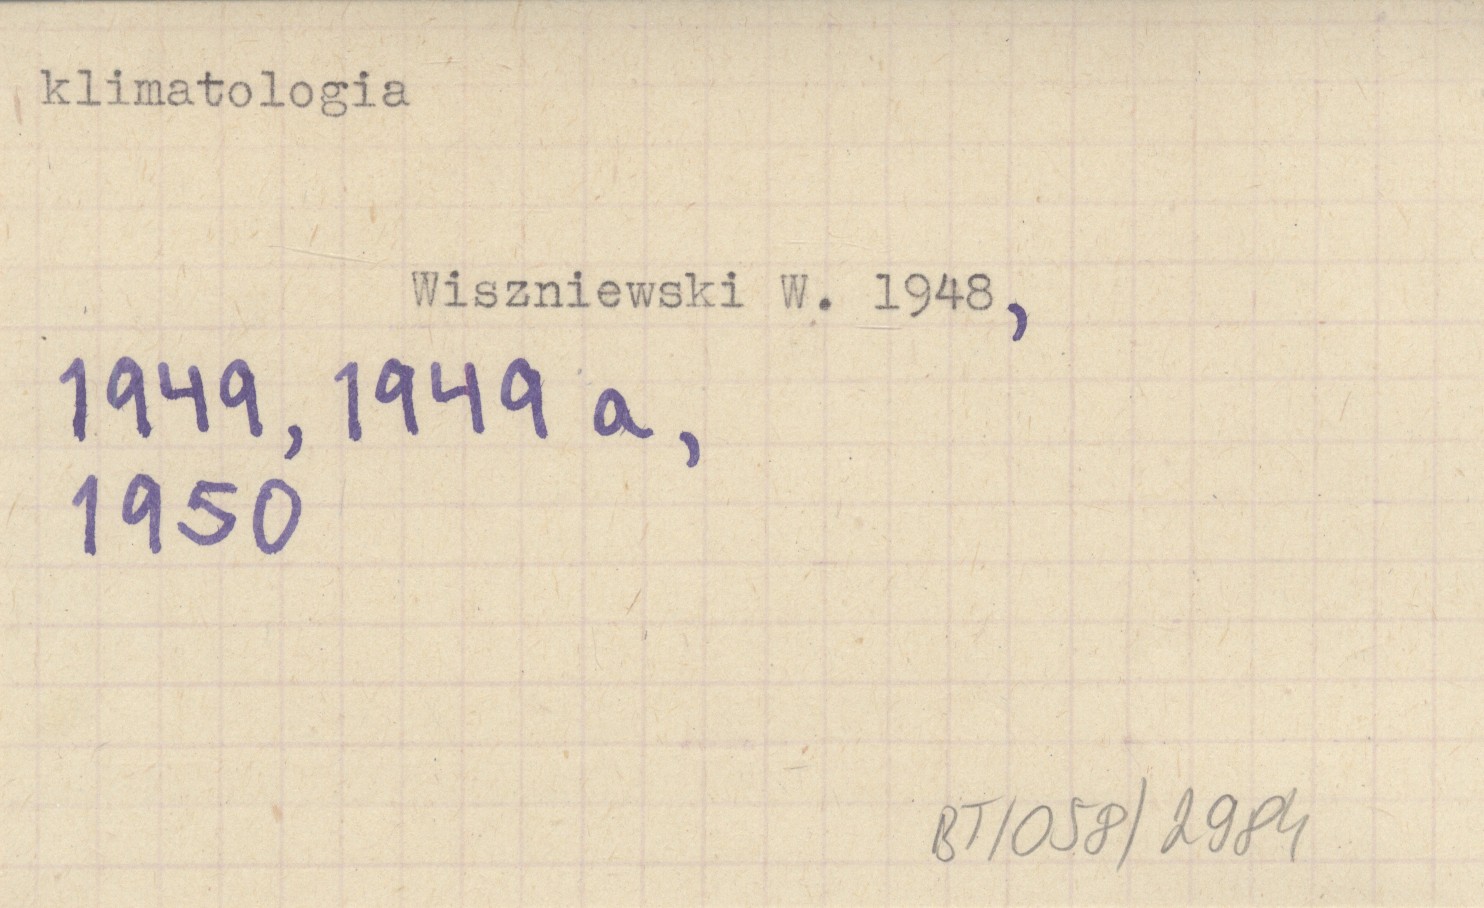 klimatologia
Wiszniewski W. 1948,
1949, 1949 a,
1950
BT/058/2984